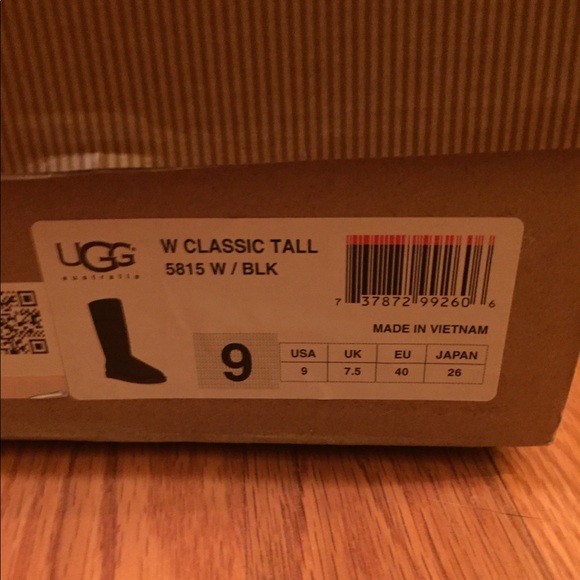 UGG
australia
W CLASSIC TALL
5815 W / BLK
7 37872 99260 6
MADE IN VIETNAM
9
USA UK EU JAPAN
9 7.5 40 26